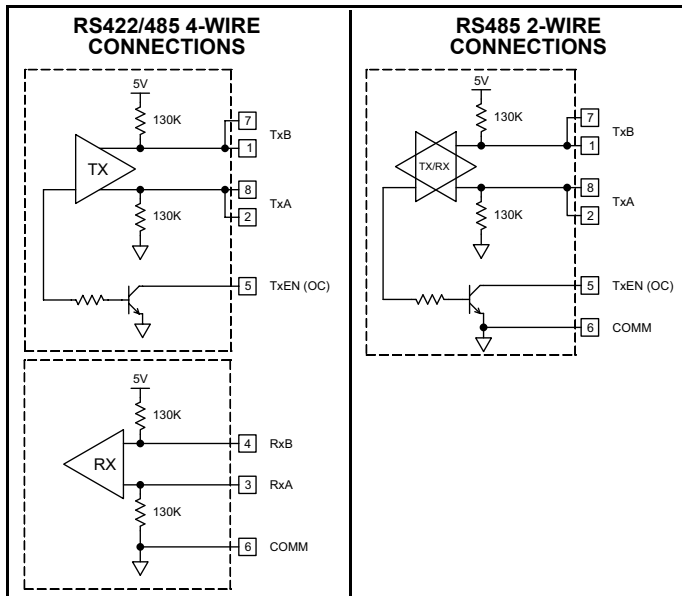 RS422/485 4-WIRE
CONNECTIONS
5V
130K
7
TxB
1
TX
8
TxA
2
130K
5 TxEN (OC)
5V
130K
4 RxB
RX
3 RxA
130K
6 COMM
RS485 2-WIRE
CONNECTIONS
5V
130K
7
TxB
1
TX/RX
8
TxA
2
130K
5 TxEN (OC)
6 COMM